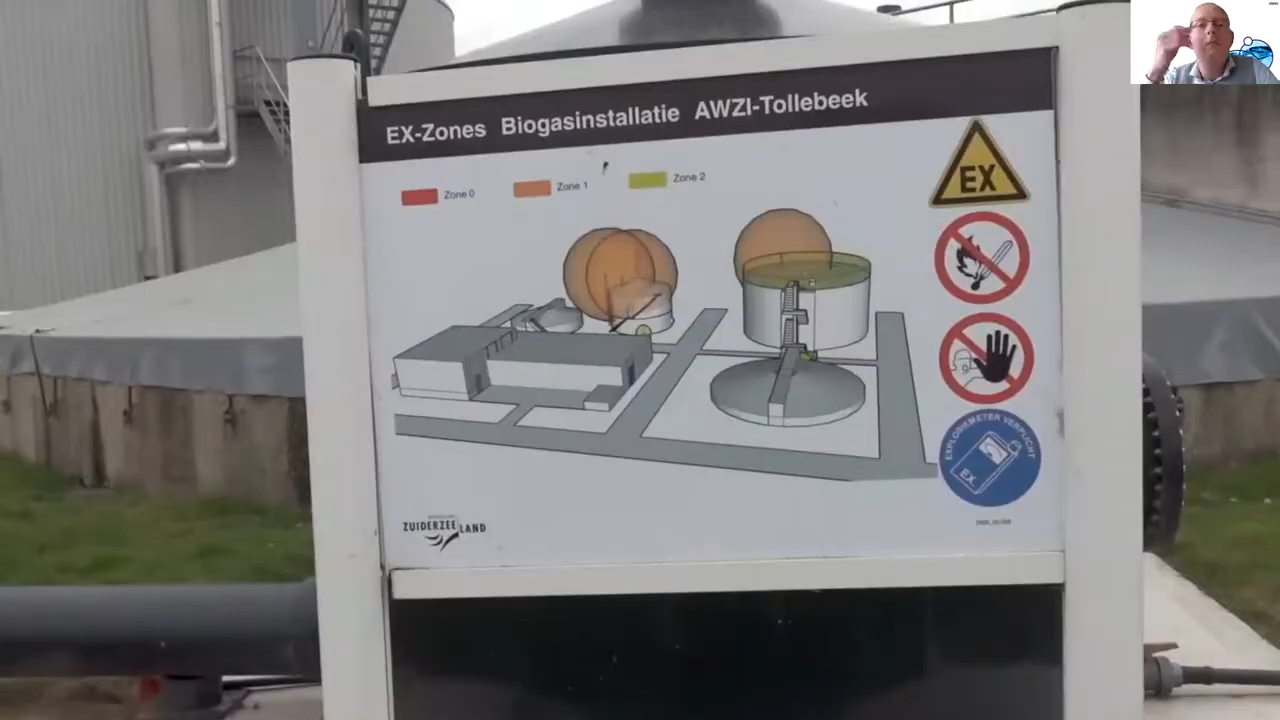 EX-Zones Biogasinstallatie AWZI-Tollebeek
Zone 0
Zone 1
Zone 2
EX
EXPLOSIEMETER VERPLICHT
EX.
ZUIDERZEELAND